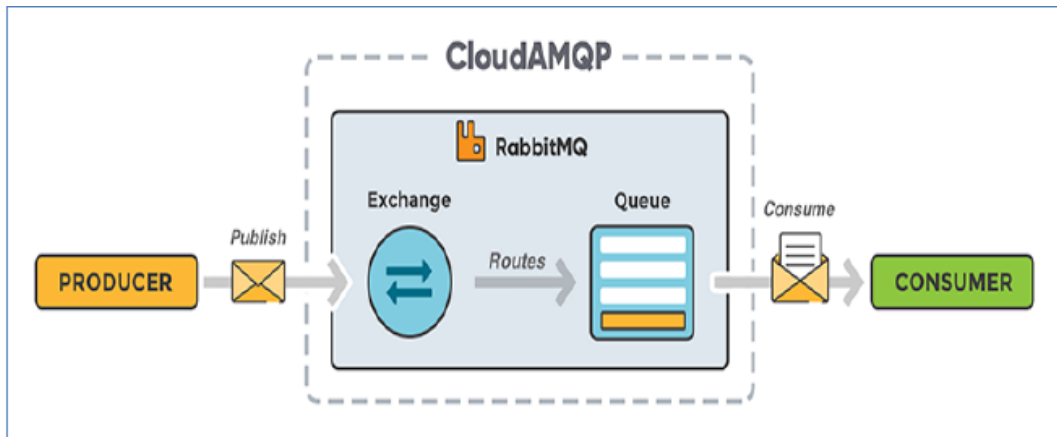 CloudAMQP
RabbitMQ
Exchange
Queue
Consume
Publish
Routes
PRODUCER
CONSUMER